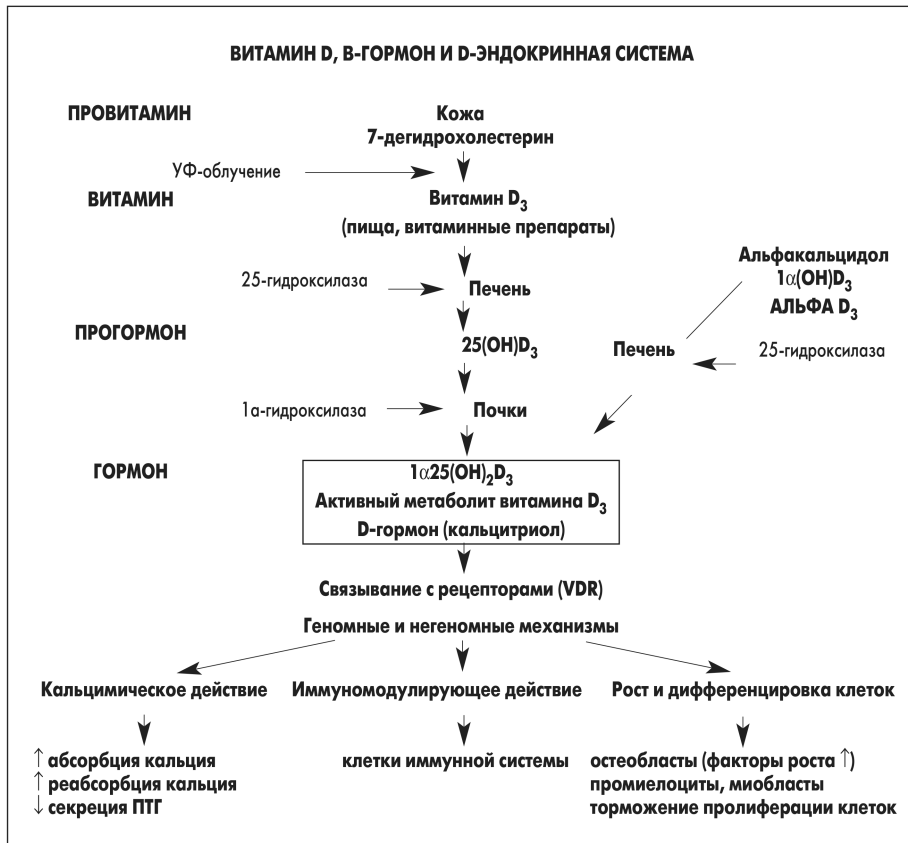 ВИТАМИН D, В-ГОРМОН И D-ЭНДОКРИННАЯ СИСТЕМА
ПРОВИТАМИН
Кожа
7-дегидрохолестерин
УФ-облучение
ВИТАМИН
Витамин D₃
(пища, витаминные препараты)
Альфакальцидол
1α(OH)D₃
АЛЬФА D₃
25-гидроксилаза
Печень
ПРОГОРМОН
25(OH)D₃
Печень
25-гидроксилаза
1а-гидроксилаза
Почки
ГОРМОН
1α25(OH)₂D₃
Активный метаболит витамина D₃
D-гормон (кальцитриол)
Связывание с рецепторами (VDR)
Геномные и негеномные механизмы
Кальцимическое действие
↑ абсорбция кальция
↑ реабсорбция кальция
↓ секреция ПТГ
Иммуномодулирующее действие
клетки иммунной системы
Рост и дифференцировка клеток
остеобласты (факторы роста ↑)
промиелоциты, миобласты
торможение пролиферации клеток